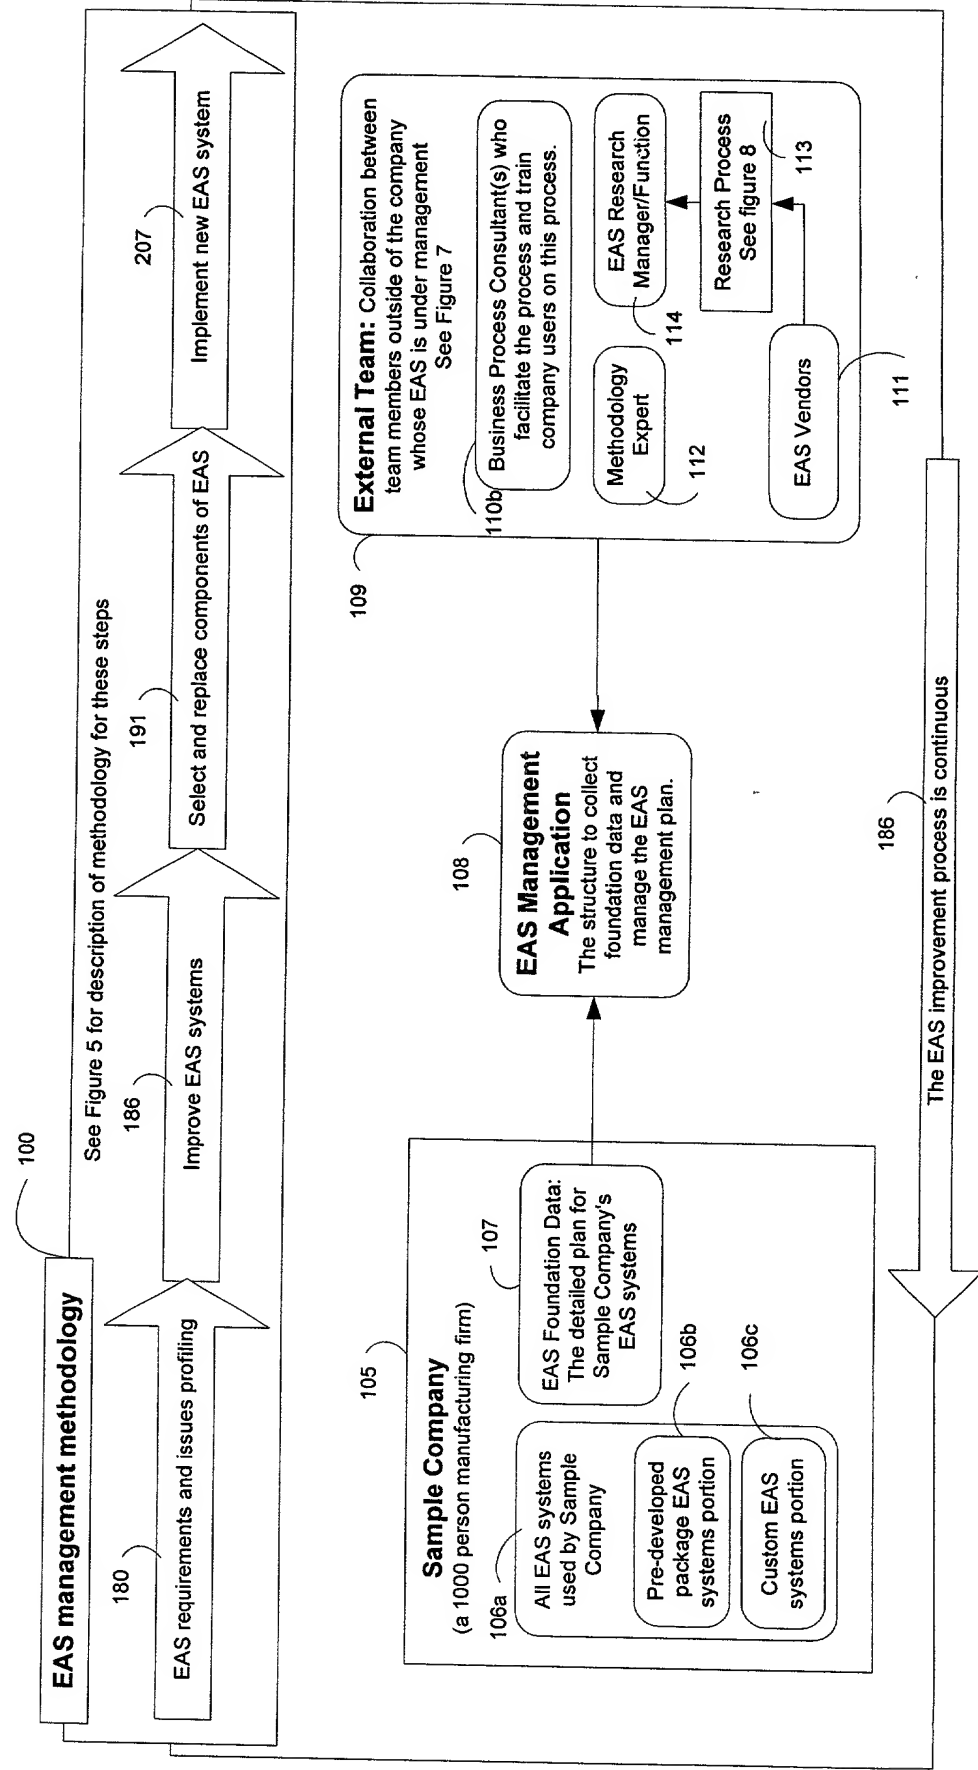 EAS management methodology
100
See Figure 5 for description of methodology for these steps
180
EAS requirements and issues profiling
186
Improve EAS systems
191
Select and replace components of EAS
207
Implement new EAS system
105
Sample Company
(a 1000 person manufacturing firm)
106a
All EAS systems
used by Sample
Company
Pre-developed
package EAS
systems portion
106b
Custom EAS
systems portion
106c
107
EAS Foundation Data:
The detailed plan for
Sample Company's
EAS systems
108
EAS Management
Application
The structure to collect
foundation data and
manage the EAS
management plan.
109
External Team: Collaboration between
team members outside of the company
whose EAS is under management
See Figure 7
110b
Business Process Consultant(s) who
facilitate the process and train
company users on this process.
Methodology
Expert
112
EAS Research
Manager/Function
114
Research Process
See figure 8
113
EAS Vendors
111
186
The EAS improvement process is continuous